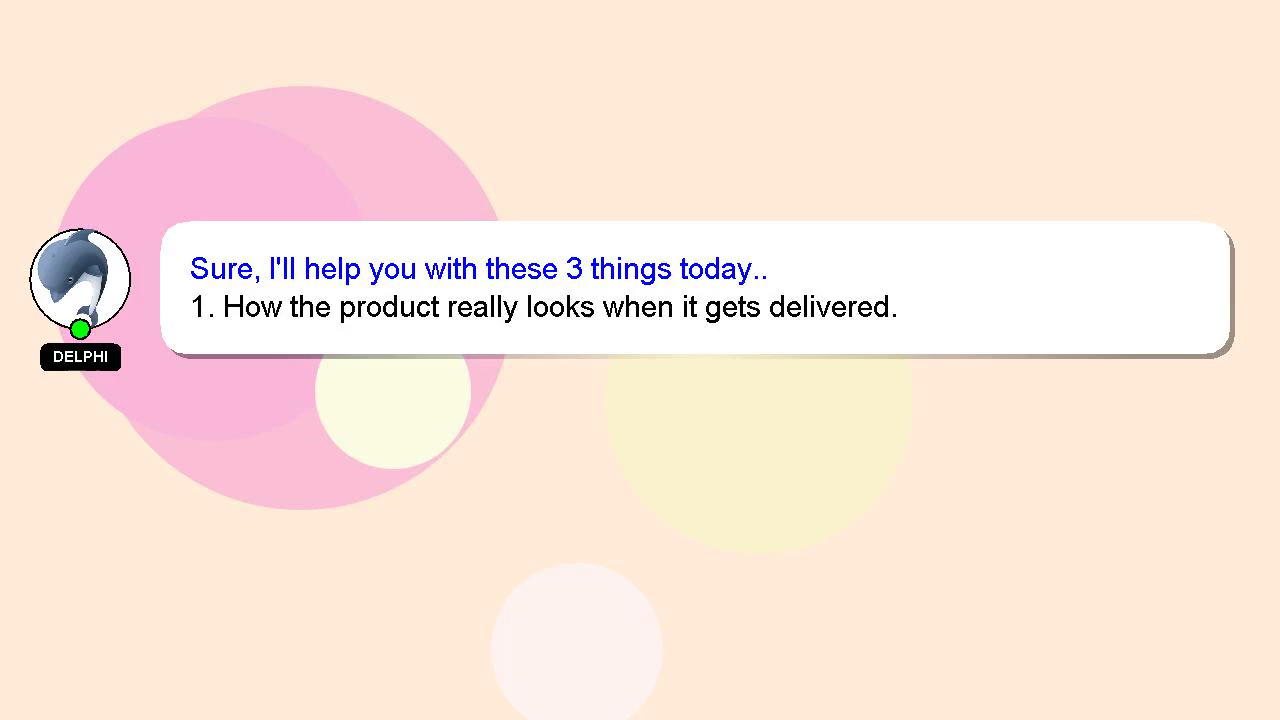 Sure, I'll help you with these 3 things today..
1. How the product really looks when it gets delivered.
DELPHI